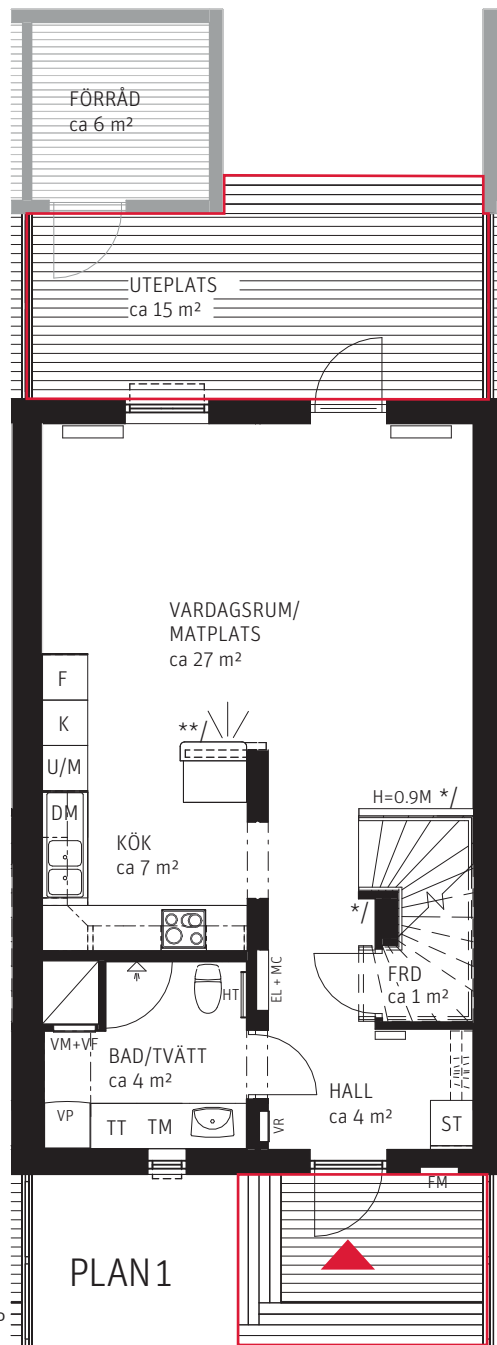 FÖRRÅD
ca 6 m²
UTEPLATS
ca 15 m²
VARDAGSRUM/
MATPLATS
ca 27 m²
F
K
**/
U/M
H=0.9M */
DM
KÖK
ca 7 m²
*/
EL + MC
FRD
ca 1 m²
HT
VM+VF
BAD/TVÄTT
ca 4 m²
HALL
ca 4 m²
VP
TT
TM
VR
ST
FM
PLAN 1